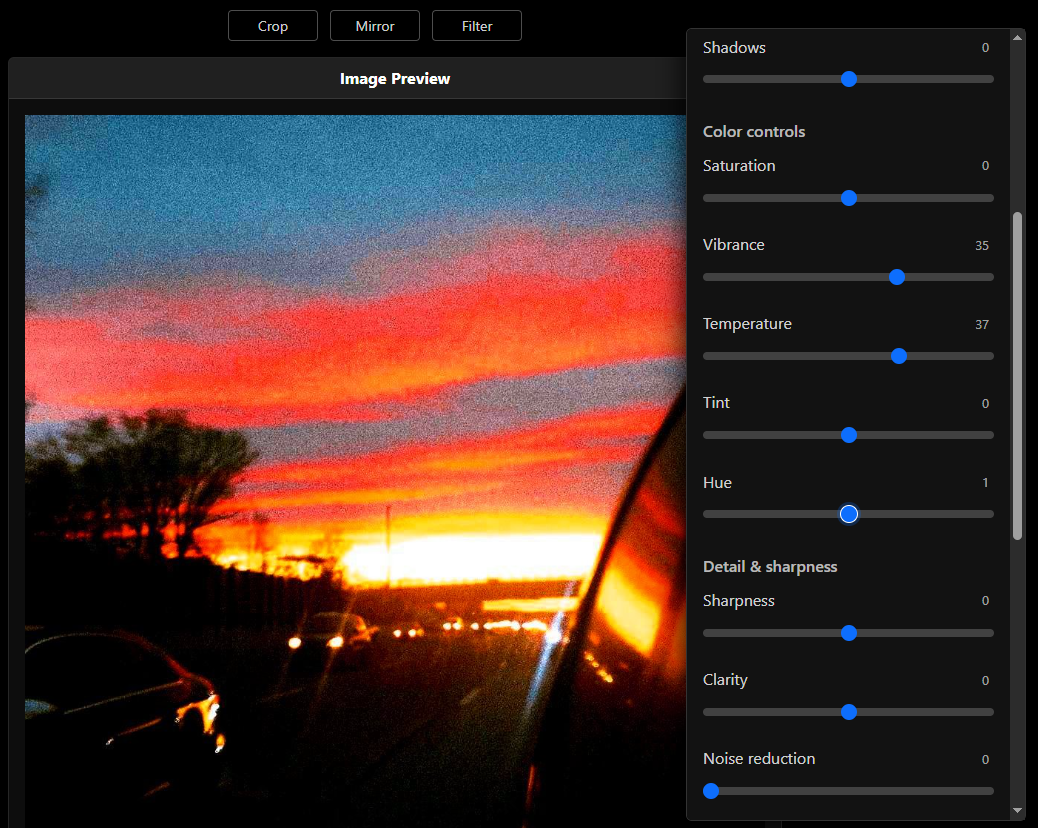 Crop
Mirror
Filter
Image Preview
Shadows 0
Color controls
Saturation 0
Vibrance 35
Temperature 37
Tint 0
Hue 1
Detail & sharpness
Sharpness 0
Clarity 0
Noise reduction 0